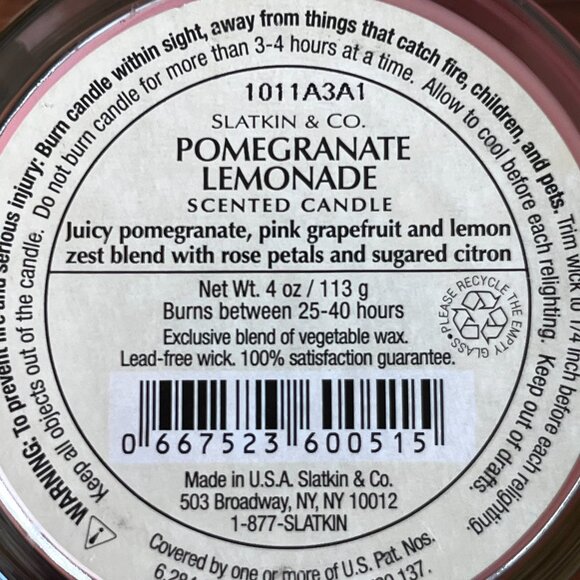 1011A3A1
SLATKIN & CO.
POMEGRANATE
LEMONADE
SCENTED CANDLE
Juicy pomegranate, pink grapefruit and lemon
zest blend with rose petals and sugared citron
Net Wt. 4 oz / 113 g
Burns between 25-40 hours
Exclusive blend of vegetable wax.
Lead-free wick. 100% satisfaction guarantee.
PLEASE RECYCLE THE EMPTY GLASS
0 667523 600515
Made in U.S.A. Slatkin & Co.
503 Broadway, NY, NY 10012
1-877-SLATKIN
WARNING: To prevent fire and serious injury: Burn candle within sight, away from things that catch fire, children, and pets. Trim wick to 1/4 inch before each relighting.
Keep all objects out of the candle. Do not burn candle for more than 3-4 hours at a time. Allow to cool before each relighting. Keep out of drafts.
Covered by one or more of U.S. Pat. Nos.